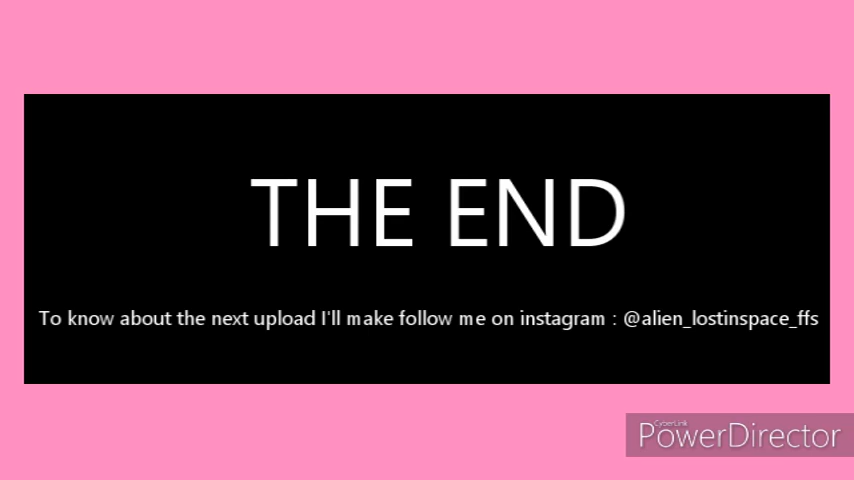 THE END
To know about the next upload I'll make follow me on instagram : @alien_lostinspace_ffs
CyberLink
PowerDirector